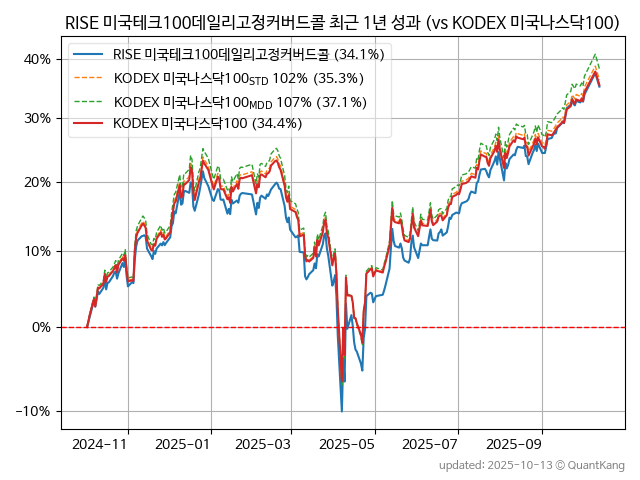 RISE 미국테크100데일리고정커버드콜 최근 1년 성과 (vs KODEX 미국나스닥100)
RISE 미국테크100데일리고정커버드콜 (34.1%)
KODEX 미국나스닥100STD 102% (35.3%)
KODEX 미국나스닥100MDD 107% (37.1%)
KODEX 미국나스닥100 (34.4%)
40%
30%
20%
10%
0%
−10%
2024-11
2025-01
2025-03
2025-05
2025-07
2025-09
updated: 2025-10-13 © QuantKang